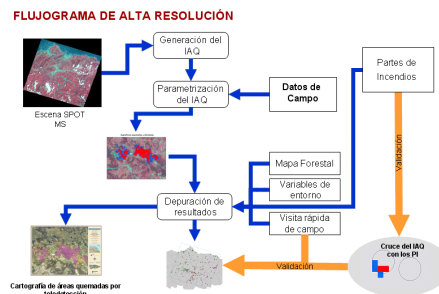 FLUJOGRAMA DE ALTA RESOLUCIÓN
Generación del
IAQ
Partes de
Incendios
Escena SPOT
MS
Parametrización
del IAQ
Datos de
Campo
Validación
Mapa Forestal
Variables de
entorno
Depuración de
resultados
Visita rápida
de campo
Cruce del IAQ
con los PI
Validación
Cartografía de áreas quemadas por
teledetección